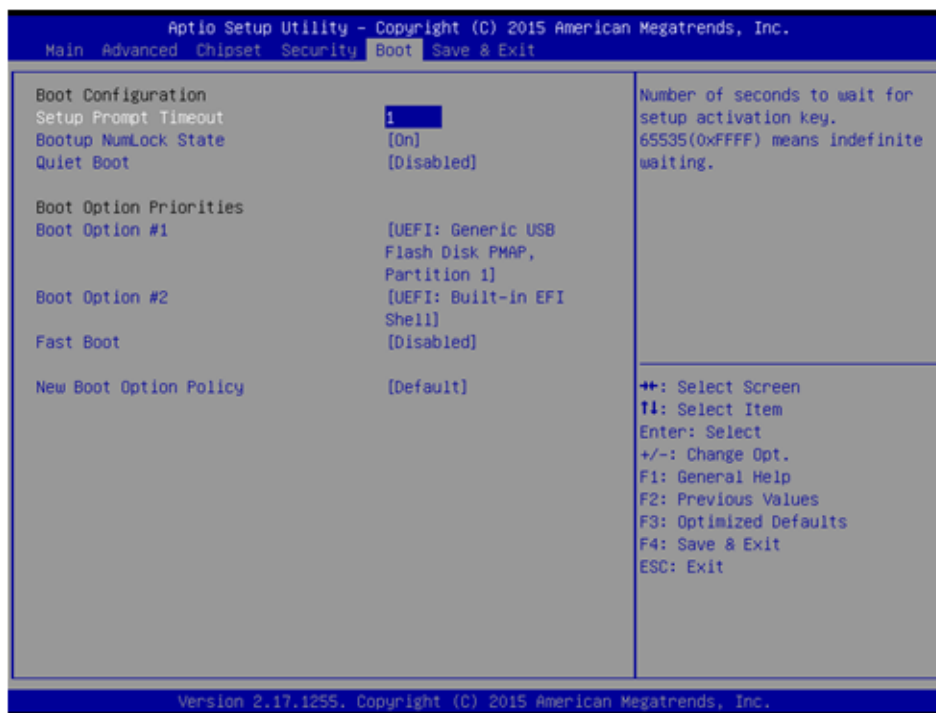 Aptio Setup Utility - Copyright (C) 2015 American Megatrends, Inc.
Main Advanced Chipset Security Boot Save & Exit
Boot Configuration
Setup Prompt Timeout 1
Bootup NumLock State [On]
Quiet Boot [Disabled]
Boot Option Priorities
Boot Option #1 [UEFI: Generic USB
Flash Disk PMAP,
Partition 1]
Boot Option #2 [UEFI: Built-in EFI
Shell]
Fast Boot [Disabled]
New Boot Option Policy [Default]
Number of seconds to wait for
setup activation key.
65535(0xFFFF) means indefinite
waiting.
→←: Select Screen
↑↓: Select Item
Enter: Select
+/-: Change Opt.
F1: General Help
F2: Previous Values
F3: Optimized Defaults
F4: Save & Exit
ESC: Exit
Version 2.17.1255. Copyright (C) 2015 American Megatrends, Inc.